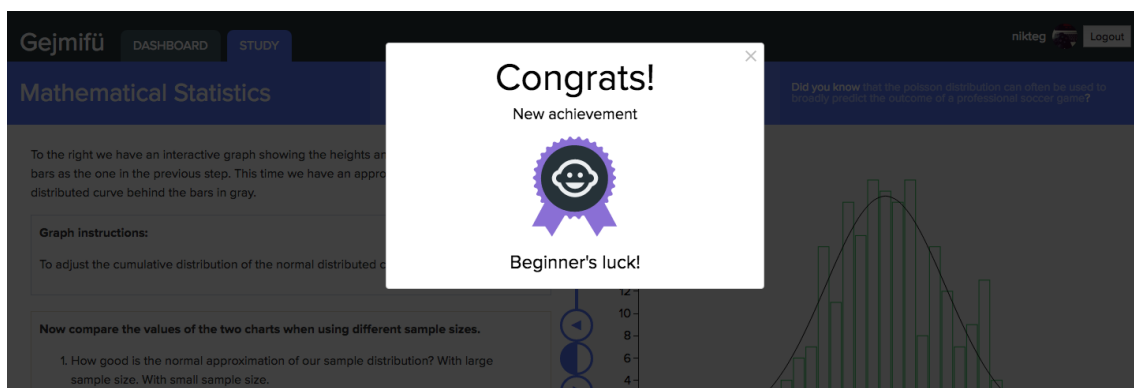 Gejmifü DASHBOARD STUDY
nikteg Logout
Mathematical Statistics
Did you know that the poisson distribution can often be used to
broedly predict the outcome of a professional soccer game?
Congrats!
New achievement
Beginner's luck!
To the right we have an interactive graph showing the heights an
bars as the one in the previous step. This time we have an appro
distributed curve behind the bars in gray.
Graph instructions:
To adjust the cumulative distribution of the normal distributed c
Now compare the values of the two charts when using different sample sizes.
1. How good is the normal approximation of our sample distribution? With large
sample size. With small sample size.
12
10
8
6
4